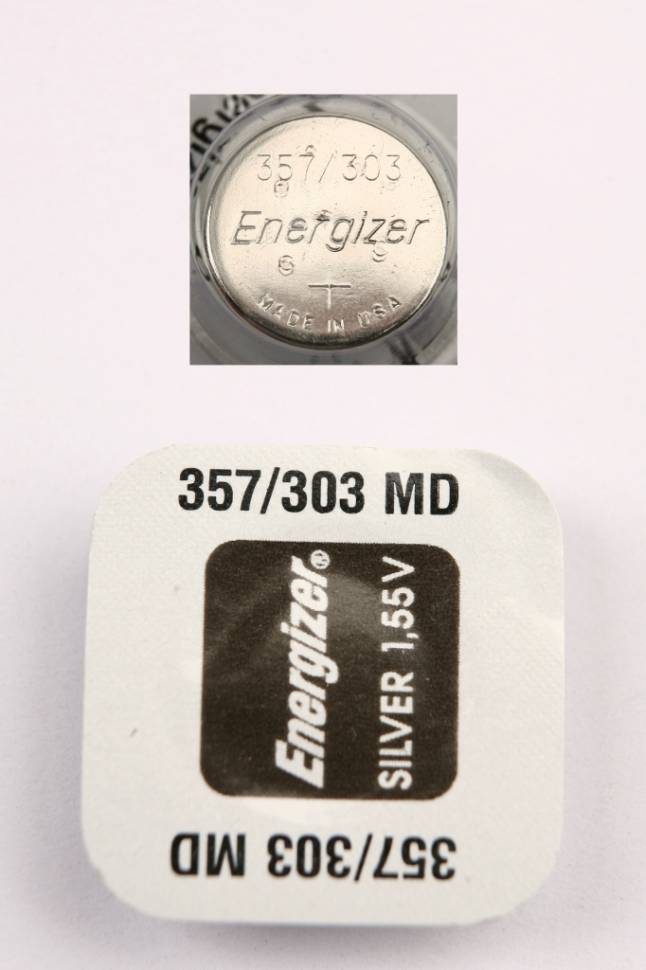 357/303
Energizer
+
MADE IN USA
357/303 MD
Energizer®
SILVER 1,55V
357/303 MD